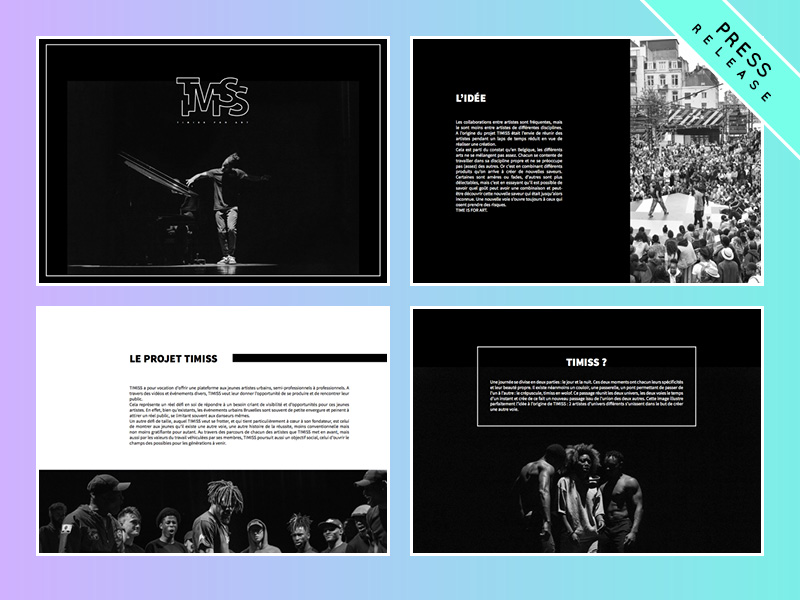 PRESS
RELEASE
TIMISS
TIMING FOR ART
L'IDÉE
Les collaborations entre artistes sont fréquentes, mais
le sont moins entre artistes de différentes disciplines.
A l'origine du projet TIMISS était l'envie de réunir des
artistes pendant un laps de temps réduit en vue de
réaliser une création.
Cela est parti du constat qu'en Belgique, les différents
arts ne se mélangent pas assez. Chacun se contente de
travailler dans sa discipline propre et ne se préoccupe
pas (assez) des autres. Or c'est en combinant différents
produits qu'on arrive à créer de nouvelles saveurs.
Certaines sont amères ou fades, d'autres sont plus
délectables, mais c'est en essayant qu'il est possible de
savoir quel goût peut avoir une combinaison et peut-
être découvrir cette nouvelle saveur qui était jusqu'alors
inconnue. Une nouvelle voie s'ouvre toujours à ceux qui
osent prendre des risques.
TIME IS FOR ART.
LE PROJET TIMISS
TIMISS a pour vocation d'offrir une plateforme aux jeunes artistes urbains, semi-professionnels à professionnels. A
travers des vidéos et événements divers, TIMISS veut leur donner l'opportunité de se produire et de rencontrer leur
public.
Cela représente un réel défi en soi de répondre à un besoin criant de visibilité et d'opportunités pour ces jeunes
artistes. En effet, bien qu'existants, les événements urbains Bruxellois sont souvent de petite envergure et peinent à
attirer un réel public, se limitant souvent aux danseurs mêmes.
Un autre défi de taille, auquel TIMISS veut se frotter, et qui tient particulièrement à cœur à son fondateur, est celui
de montrer aux jeunes qu'il existe une autre voie, une autre histoire de la réussite, moins conventionnelle mais
non moins gratifiante pour autant. Au travers des parcours de chacun des artistes que TIMISS met en avant, mais
aussi par les valeurs du travail véhiculées par ses membres, TIMISS poursuit aussi un objectif social, celui d'ouvrir le
champs des possibles pour les générations à venir.
TIMISS ?
Une journée se divise en deux parties : le jour et la nuit. Ces deux moments ont chacun leurs spécificités
et leur beauté propre. Il existe néanmoins un couloir, une passerelle, un pont permettant de passer de
l'un à l'autre : le crépuscule, timiss en wolof. Ce passage réunit les deux univers, les deux voies le temps
d'un instant et crée de ce fait un nouveau passage issu de l'union des deux autres. Cette image illustre
parfaitement l'idée à l'origine de TIMISS : 2 artistes d'univers différents s'unissent dans le but de créer
une autre voie.